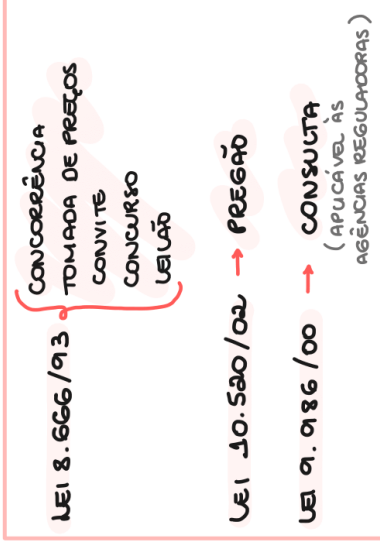 LEI 8.666/93
CONCORRÊNCIA
TOMADA DE PREÇOS
CONVITE
CONCURSO
LEILÃO
LEI 10.520/02 → PREGÃO
LEI 9.986/00 → CONSULTA
(APLICÁVEL ÀS
AGÊNCIAS REGULADORAS)